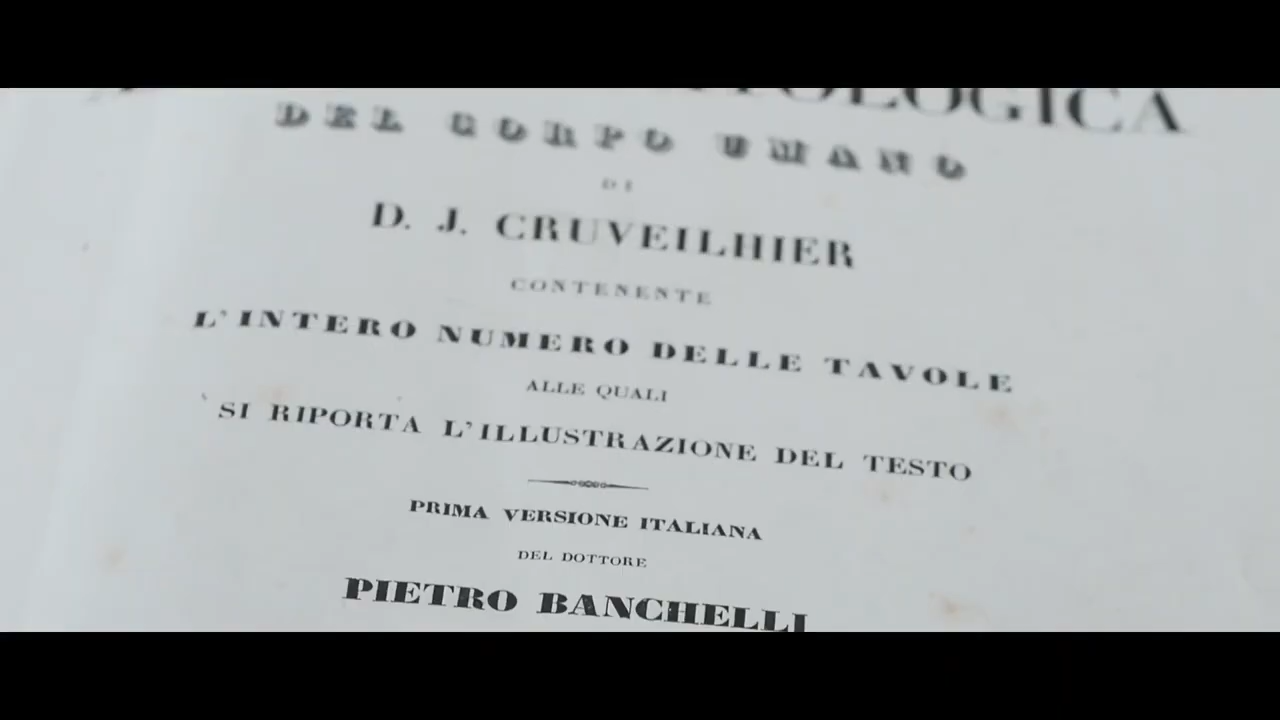 DEL CORPO UMANO
DI
D. J. CRUVEILHIER
CONTENENTE
L'INTERO NUMERO DELLE TAVOLE
ALLE QUALI
SI RIPORTA L'ILLUSTRAZIONE DEL TESTO
PRIMA VERSIONE ITALIANA
DEL DOTTORE
PIETRO BANCHELLI